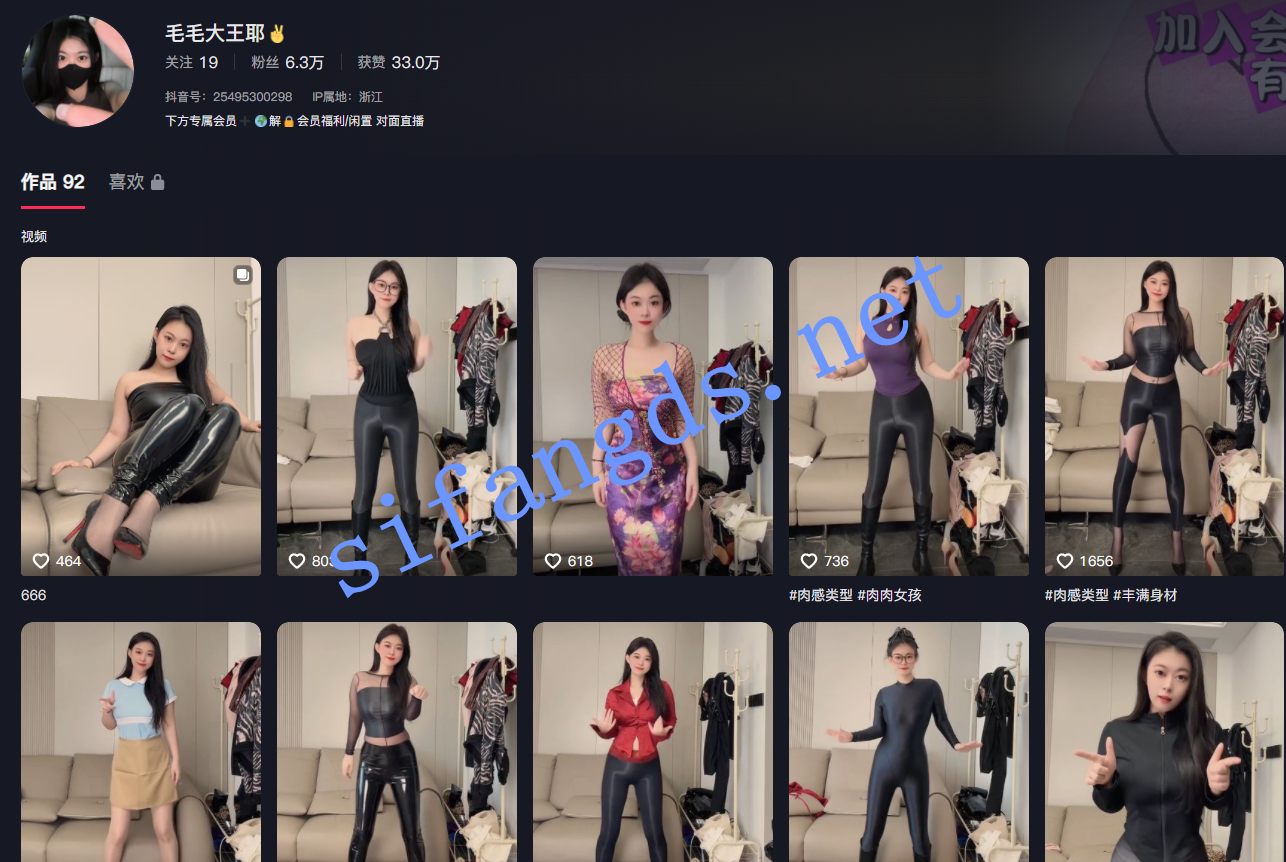 毛毛大王耶✌
关注 19 粉丝 6.3万 获赞 33.0万
抖音号：25495300298 IP属地：浙江
下方专属会员➕🌏解🔒会员福利/闲置 对面直播
加入会
有
作品 92 喜欢
视频
464
803
618
736
1656
666
#肉感类型 #肉肉女孩
#肉感类型 #丰满身材
sifangds.net